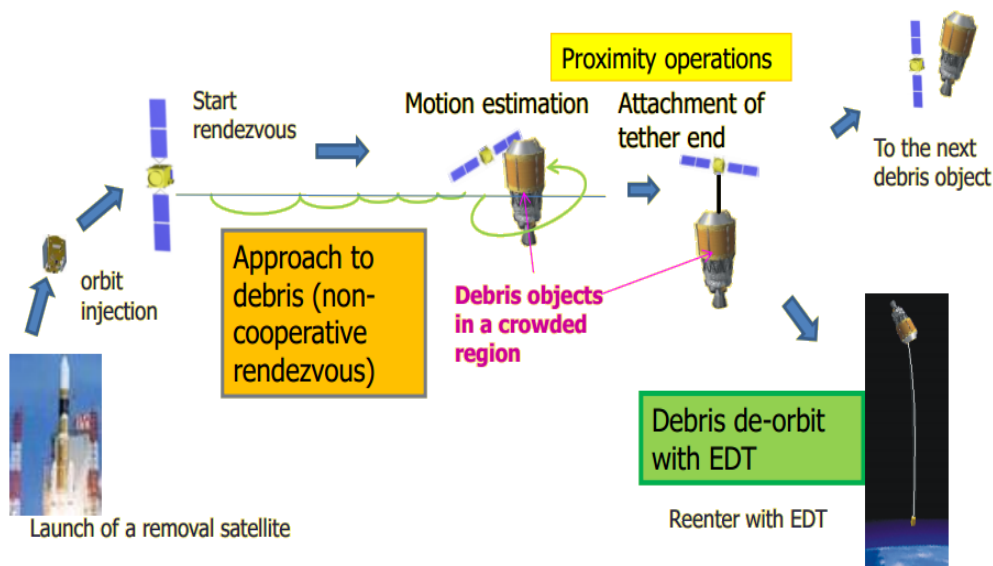 Proximity operations
Start
rendezvous
Motion estimation
Attachment of
tether end
To the next
debris object
orbit
injection
Approach to
debris (non-
cooperative
rendezvous)
Debris objects
in a crowded
region
Debris de-orbit
with EDT
Launch of a removal satellite
Reenter with EDT